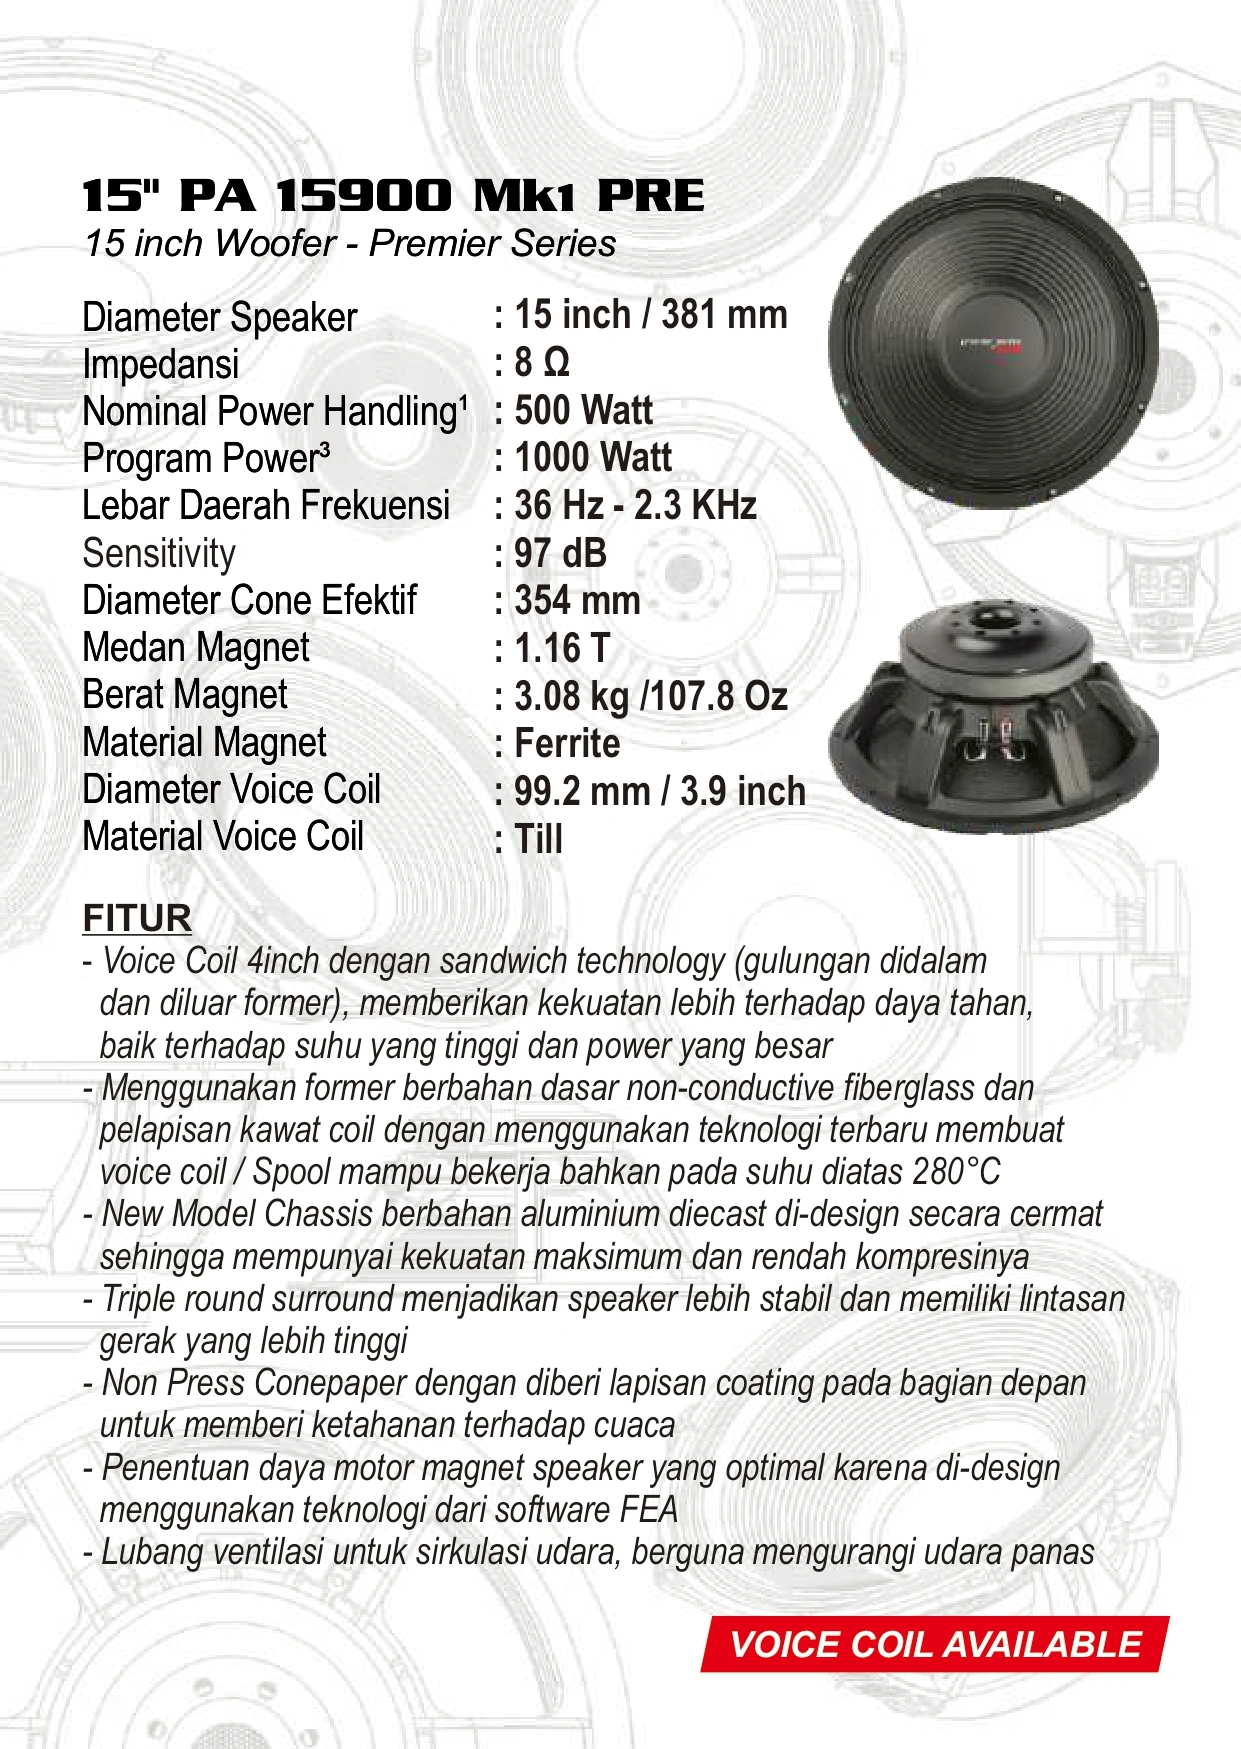 15" PA 15900 Mk1 PRE
15 inch Woofer - Premier Series
Diameter Speaker : 15 inch / 381 mm
Impedansi : 8 Ω
Nominal Power Handling¹ : 500 Watt
Program Power³ : 1000 Watt
Lebar Daerah Frekuensi : 36 Hz - 2.3 KHz
Sensitivity : 97 dB
Diameter Cone Efektif : 354 mm
Medan Magnet : 1.16 T
Berat Magnet : 3.08 kg /107.8 Oz
Material Magnet : Ferrite
Diameter Voice Coil : 99.2 mm / 3.9 inch
Material Voice Coil : Till
FITUR
- Voice Coil 4inch dengan sandwich technology (gulungan didalam
dan diluar former), memberikan kekuatan lebih terhadap daya tahan,
baik terhadap suhu yang tinggi dan power yang besar
- Menggunakan former berbahan dasar non-conductive fiberglass dan
pelapisan kawat coil dengan menggunakan teknologi terbaru membuat
voice coil / Spool mampu bekerja bahkan pada suhu diatas 280°C
- New Model Chassis berbahan aluminium diecast di-design secara cermat
sehingga mempunyai kekuatan maksimum dan rendah kompresinya
- Triple round surround menjadikan speaker lebih stabil dan memiliki lintasan
gerak yang lebih tinggi
- Non Press Conepaper dengan diberi lapisan coating pada bagian depan
untuk memberi ketahanan terhadap cuaca
- Penentuan daya motor magnet speaker yang optimal karena di-design
menggunakan teknologi dari software FEA
- Lubang ventilasi untuk sirkulasi udara, berguna mengurangi udara panas
VOICE COIL AVAILABLE